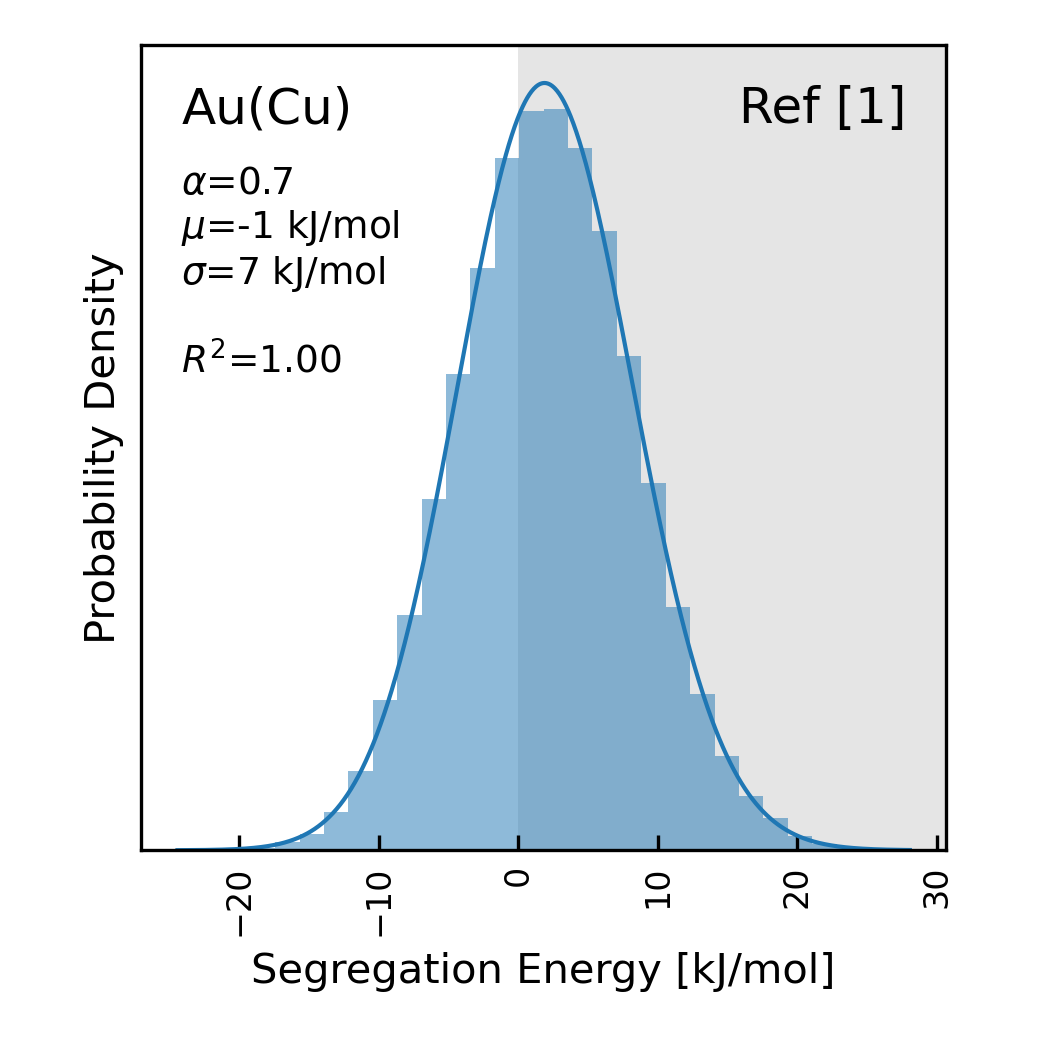 Au(Cu)
Ref [1]
α=0.7
μ=-1 kJ/mol
σ=7 kJ/mol
R²=1.00
Probability Density
−20 −10 0 10 20 30
Segregation Energy [kJ/mol]